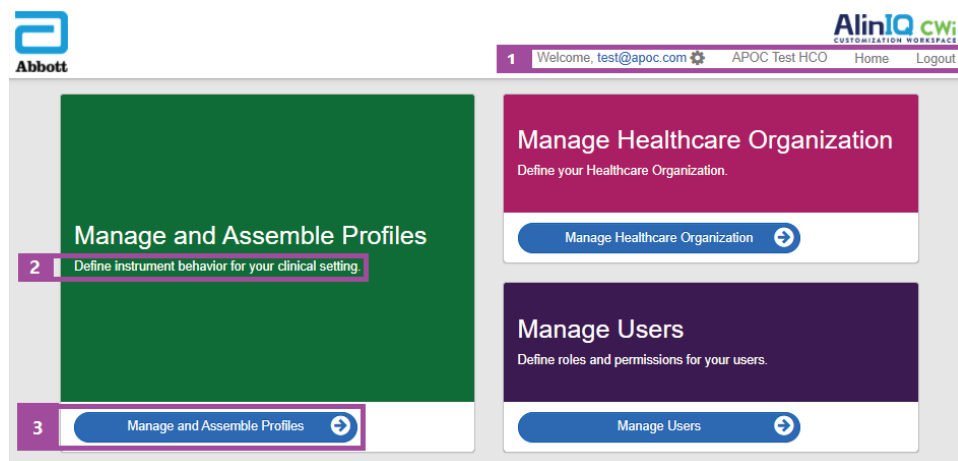 Abbott
AlinIQ CWi
CUSTOMIZATION WORKSPACE
1 Welcome, test@apoc.com APOC Test HCO Home Logout
Manage and Assemble Profiles
2 Define instrument behavior for your clinical setting.
3 Manage and Assemble Profiles
Manage Healthcare Organization
Define your Healthcare Organization.
Manage Healthcare Organization
Manage Users
Define roles and permissions for your users.
Manage Users